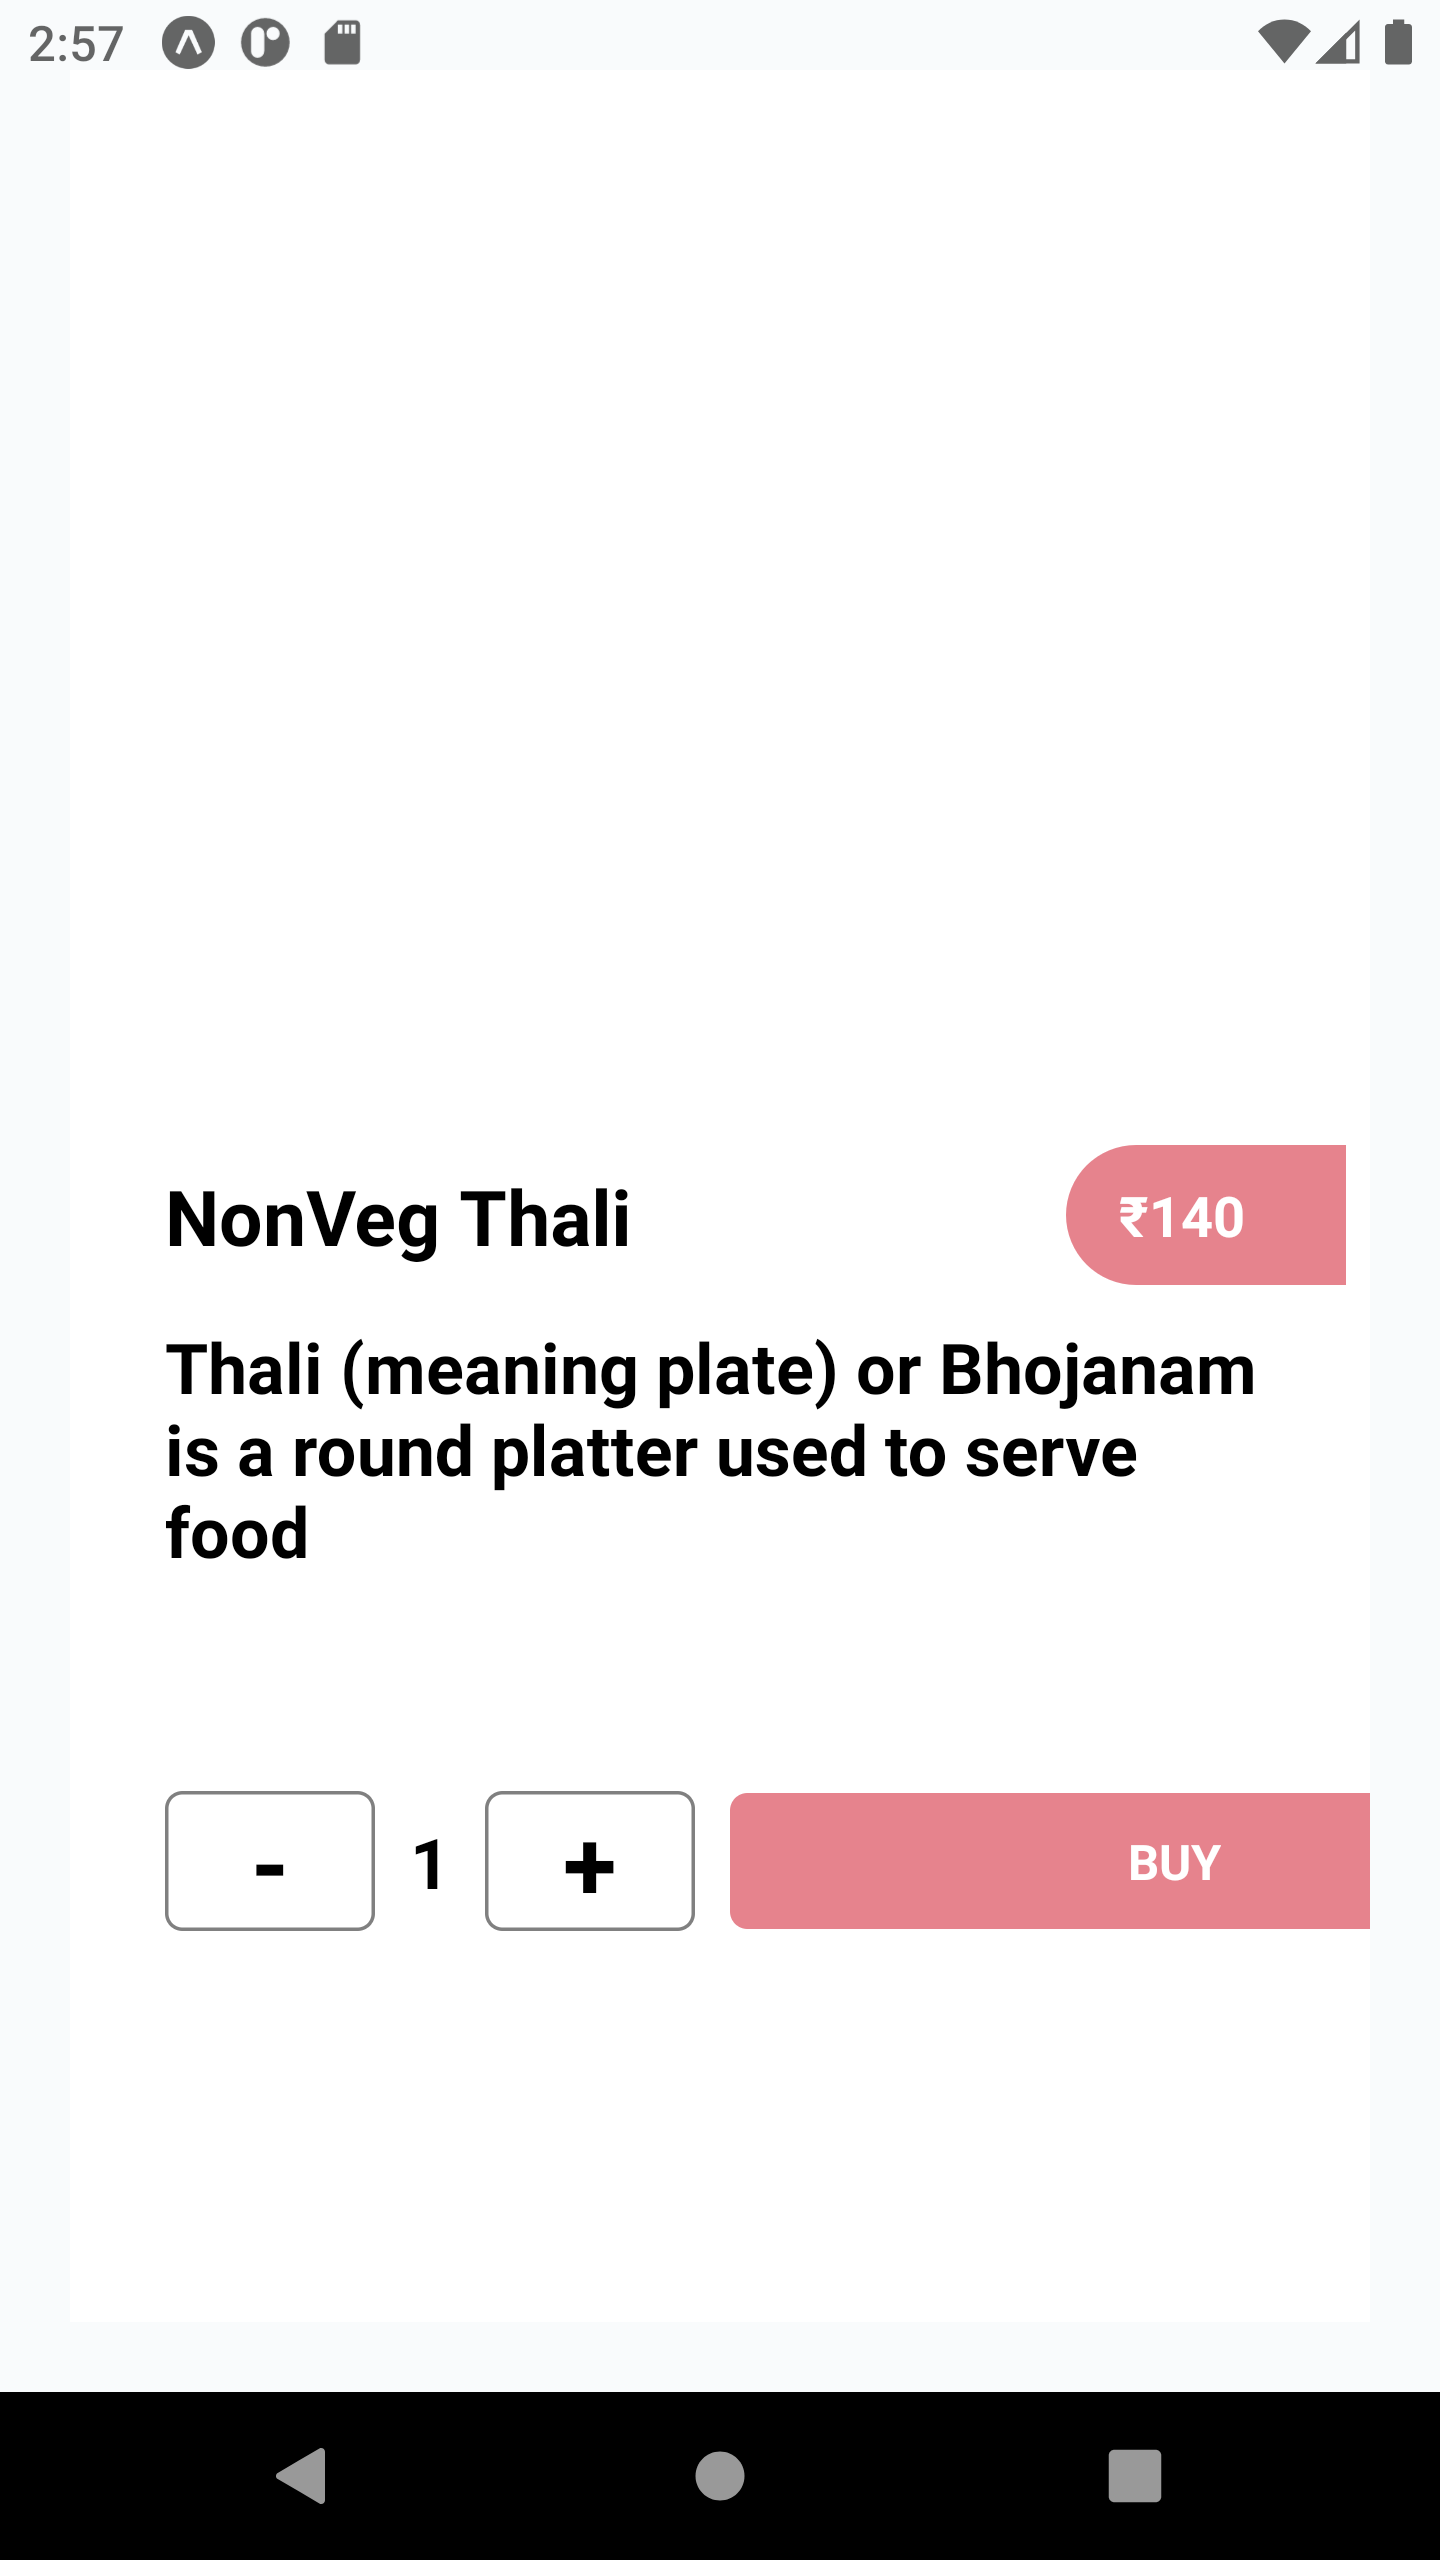 2:57
NonVeg Thali
₹140
Thali (meaning plate) or Bhojanam
is a round platter used to serve
food
- 1 + BUY